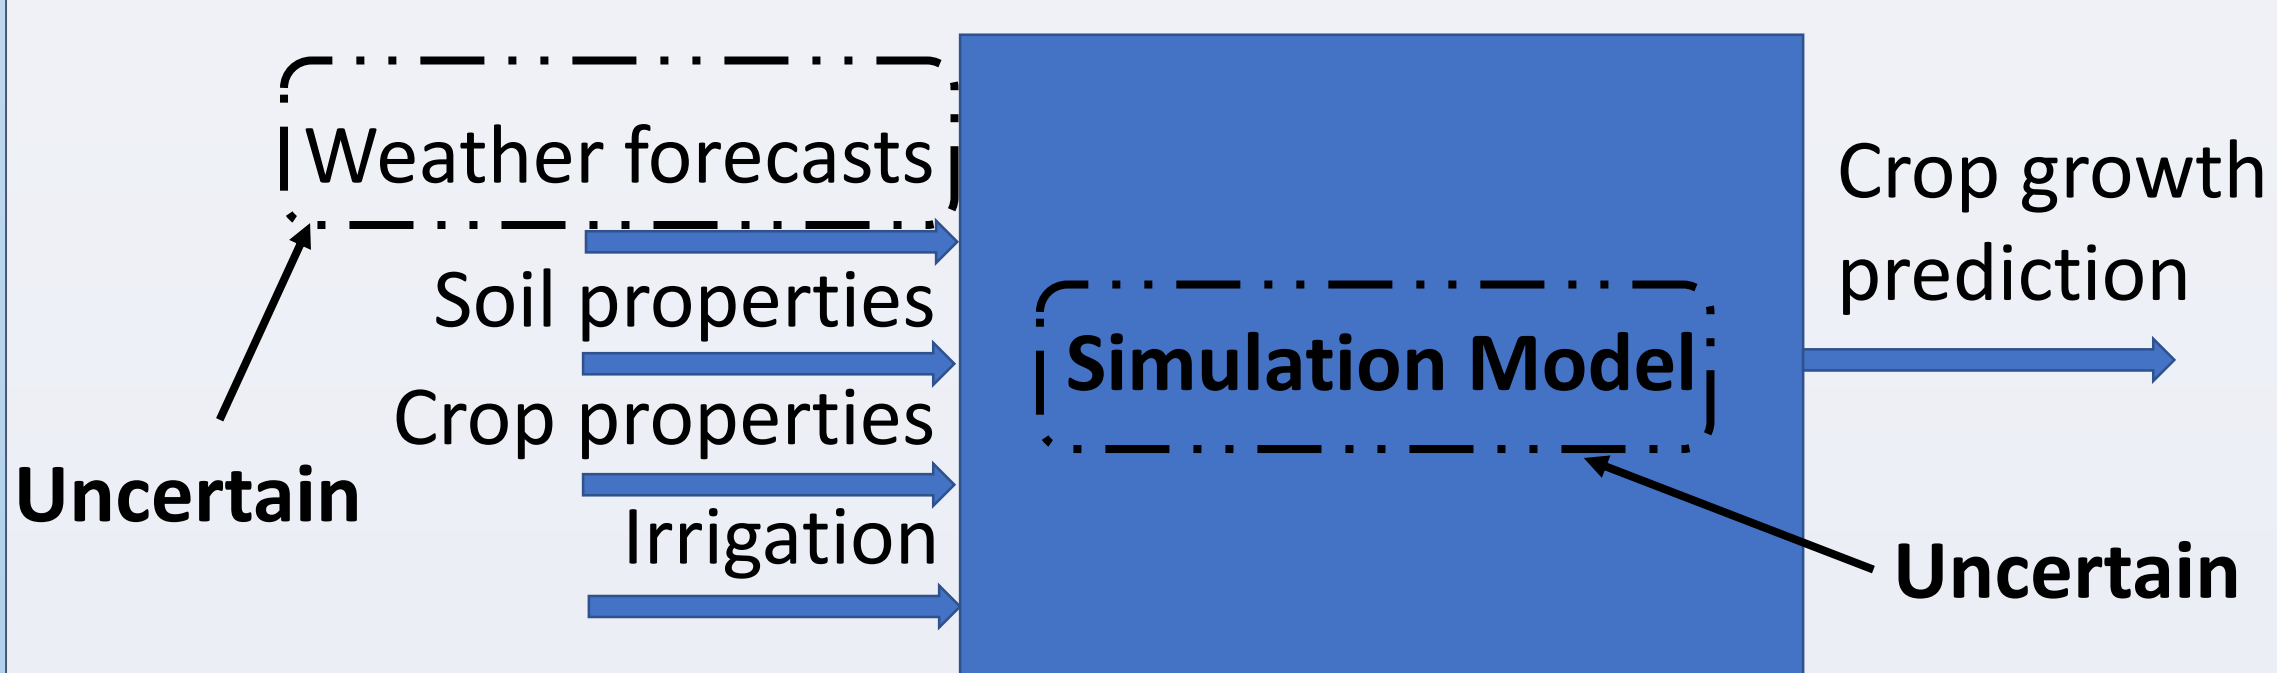 Weather forecasts
Soil properties
Crop properties
Irrigation
Uncertain
Simulation Model
Crop growth
prediction
Uncertain